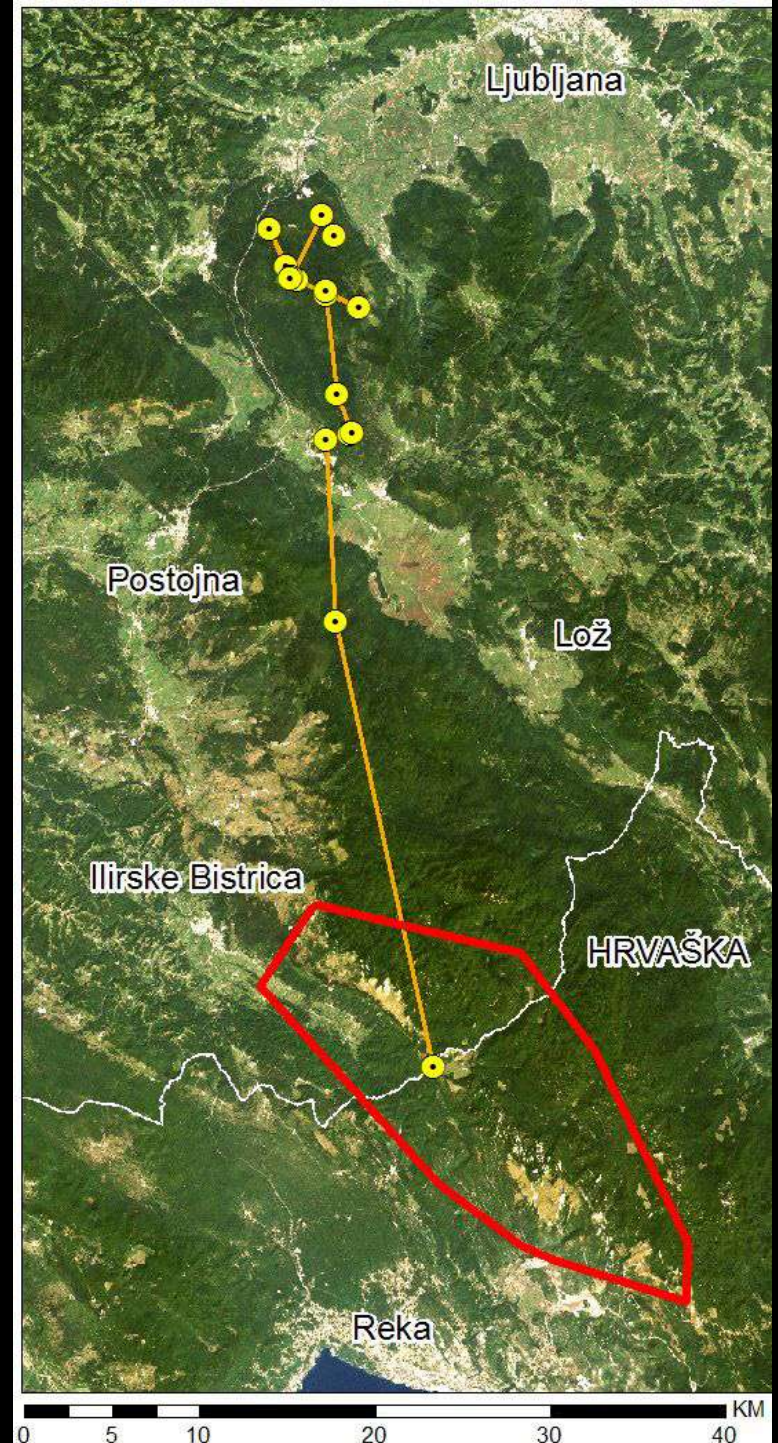 Ljubljana
Postojna
Lož
Ilirske Bistrica
HRVAŠKA
Reka
KM
0 5 10 20 30 40